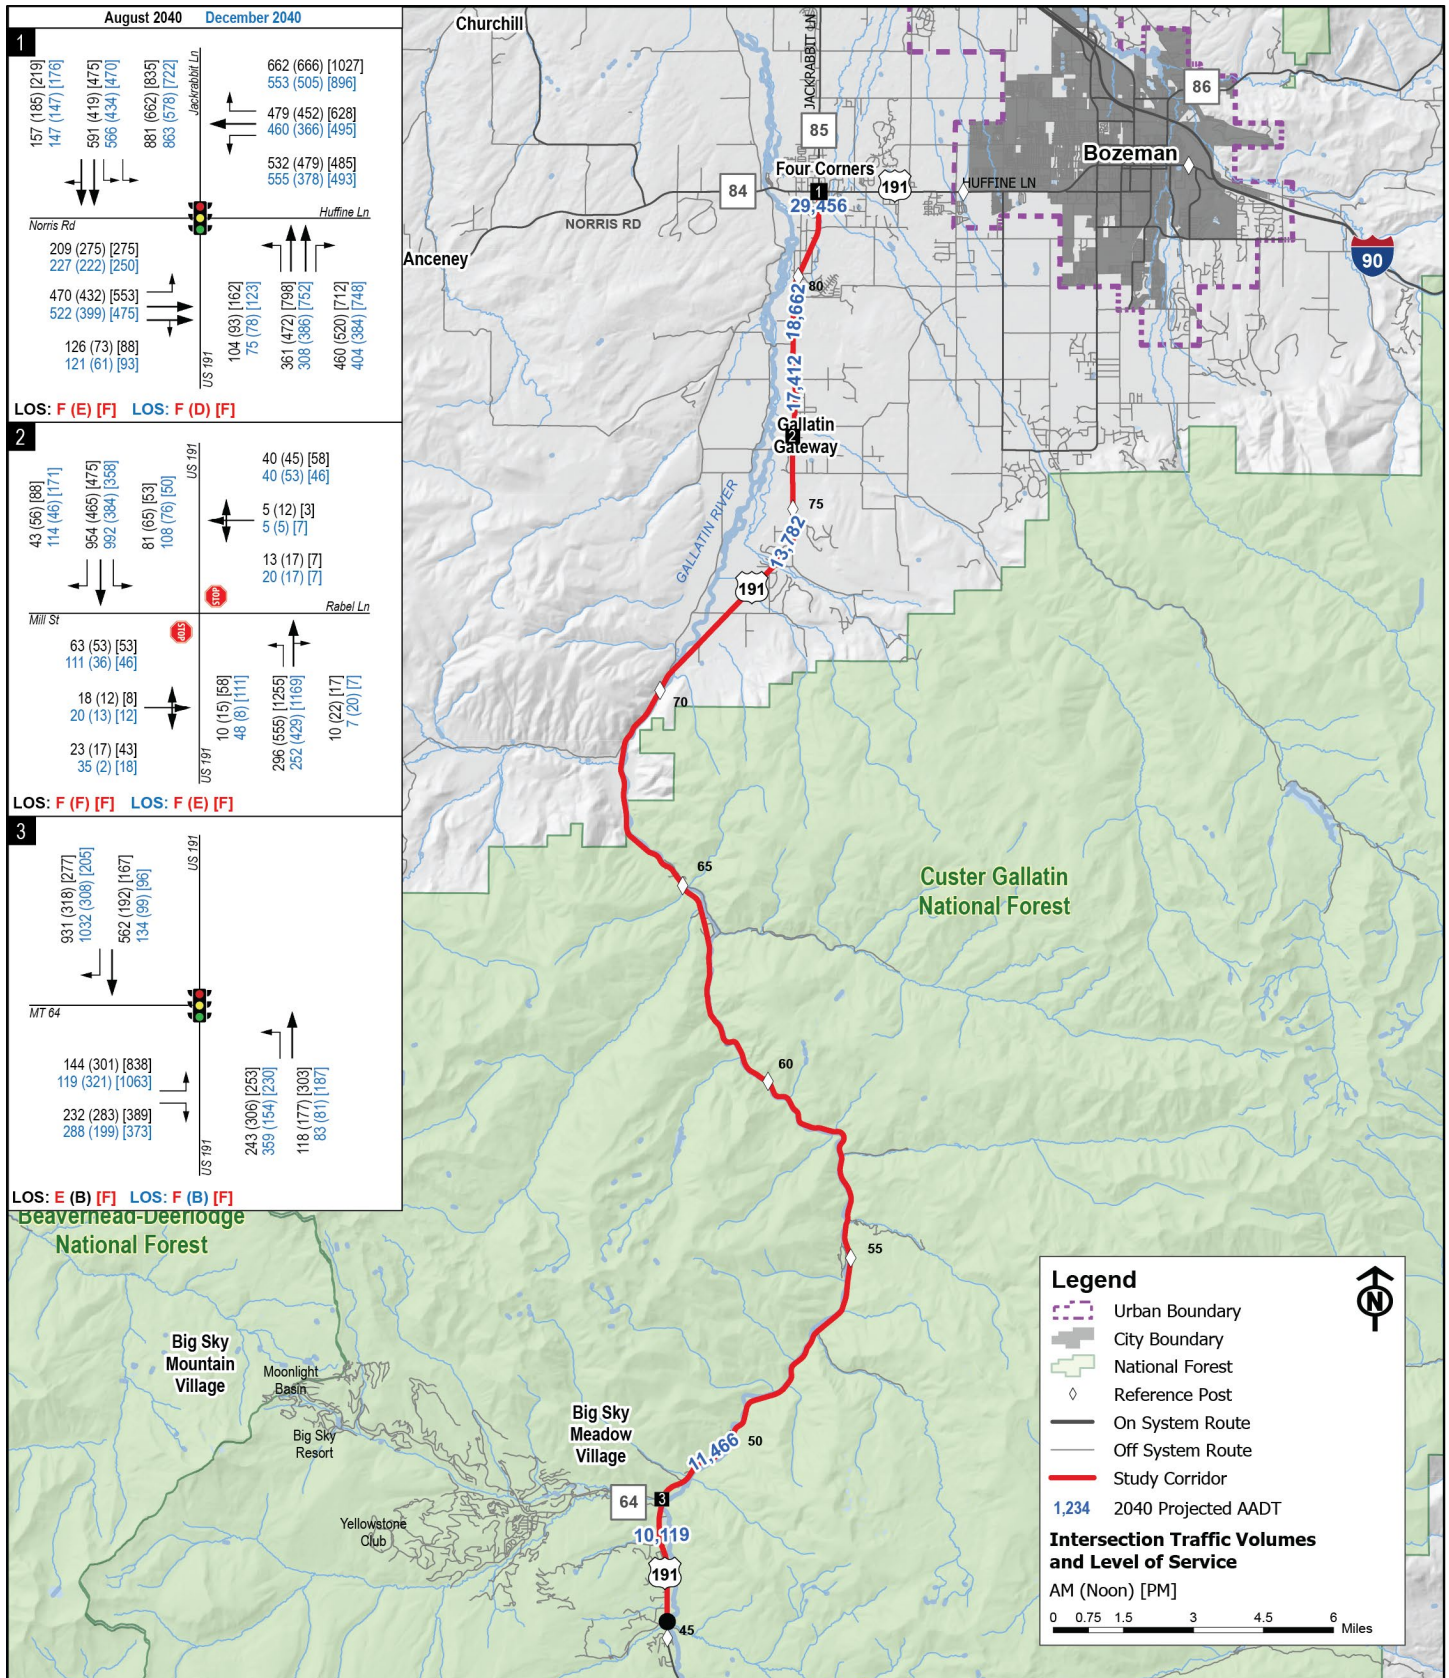 August 2040 December 2040
1
157 (185) [219]
147 (147) [176]
591 (419) [475]
566 (434) [470]
881 (662) [835]
863 (578) [722]
Jackrabbit Ln
662 (666) [1027]
553 (505) [896]
479 (452) [628]
460 (366) [495]
532 (479) [485]
555 (378) [493]
Norris Rd
Huffine Ln
209 (275) [275]
227 (222) [250]
470 (432) [553]
522 (399) [475]
126 (73) [88]
121 (61) [93]
US 191
104 (93) [162]
75 (78) [123]
361 (472) [798]
308 (386) [752]
460 (520) [712]
404 (384) [748]
LOS: F (E) [F] LOS: F (D) [F]
2
43 (56) [88]
114 (46) [171]
954 (465) [475]
992 (384) [358]
81 (65) [53]
108 (76) [50]
US 191
40 (45) [58]
40 (53) [46]
5 (12) [3]
5 (5) [7]
13 (17) [7]
20 (17) [7]
STOP
Mill St
Rabel Ln
STOP
63 (53) [53]
111 (36) [46]
18 (12) [8]
20 (13) [12]
23 (17) [43]
35 (2) [18]
US 191
10 (15) [58]
48 (8) [111]
296 (555) [1255]
252 (429) [1169]
10 (22) [17]
7 (20) [7]
LOS: F (F) [F] LOS: F (E) [F]
3
931 (318) [277]
1032 (308) [205]
562 (192) [167]
134 (99) [96]
US 191
MT 64
144 (301) [838]
119 (321) [1063]
232 (283) [389]
288 (199) [373]
US 191
243 (306) [253]
359 (154) [230]
118 (177) [303]
83 (81) [187]
LOS: E (B) [F] LOS: F (B) [F]
Churchill
JACKRABBIT LN
85
86
Bozeman
Four Corners
84
1
191
HUFFINE LN
29,456
NORRIS RD
Anceney
90
80
18,662
17,412
Gallatin
2
Gateway
75
GALLATIN RIVER
13,782
191
70
65
Custer Gallatin
National Forest
60
55
Beaverhead-Deerlodge
National Forest
Big Sky
Mountain
Village
Moonlight
Basin
Big Sky
Resort
Big Sky
Meadow
Village
50
11,466
64
3
Yellowstone
Club
10,119
191
45
Legend
N
Urban Boundary
City Boundary
National Forest
Reference Post
On System Route
Off System Route
Study Corridor
1,234 2040 Projected AADT
Intersection Traffic Volumes
and Level of Service
AM (Noon) [PM]
0 0.75 1.5 3 4.5 6
Miles